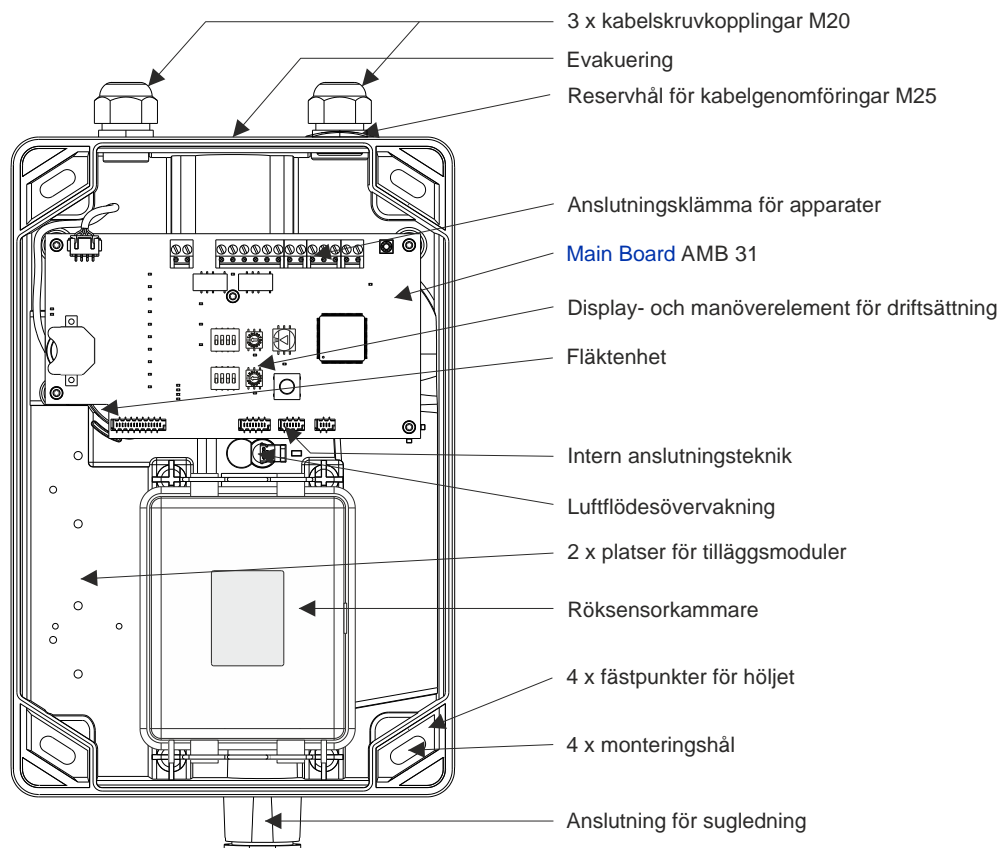 3 x kabelskruvkopplingar M20
Evakuering
Reservhål för kabelgenomföringar M25
Anslutningsklämma för apparater
Main Board AMB 31
Display- och manöverelement för driftsättning
Fläktenhet
Intern anslutningsteknik
Luftflödesövervakning
2 x platser för tilläggsmoduler
Röksensorkammare
4 x fästpunkter för höljet
4 x monteringshål
Anslutning för sugledning